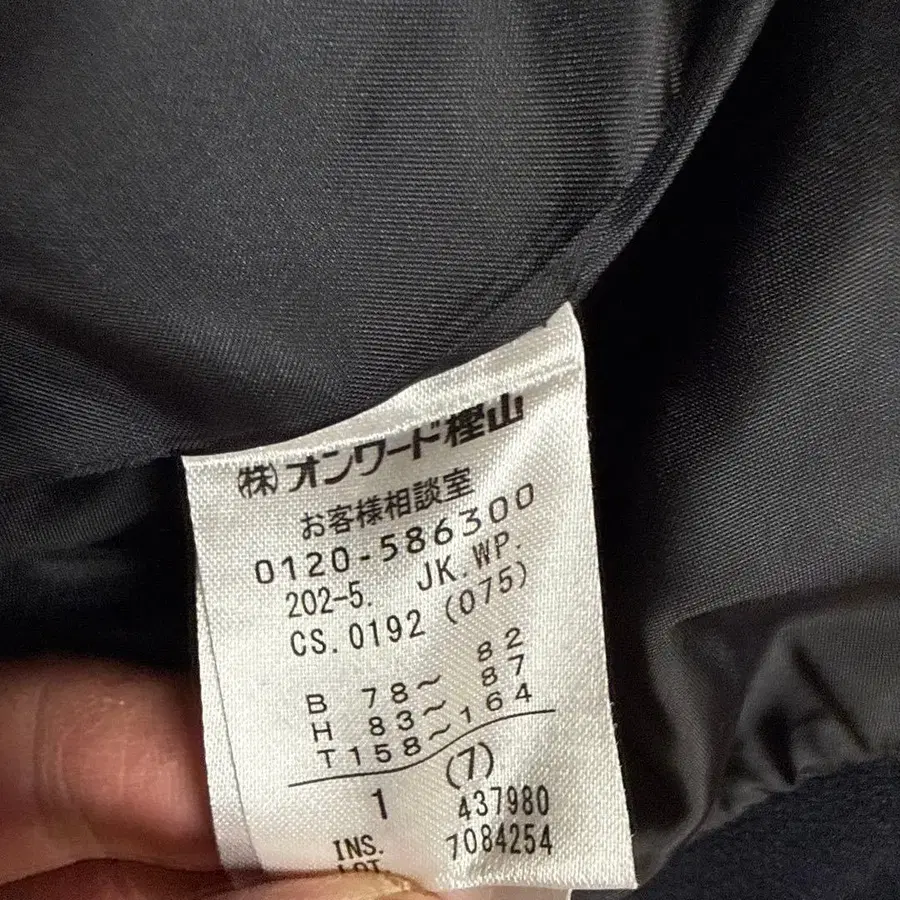 (株)オンワード樫山
お客様相談室
0120-586300
202-5. JK.WP.
CS.0192 (075)
B 78～ 82
H 83～ 87
T158～164
1 (7)
INS. 437980
LOT. 7084254